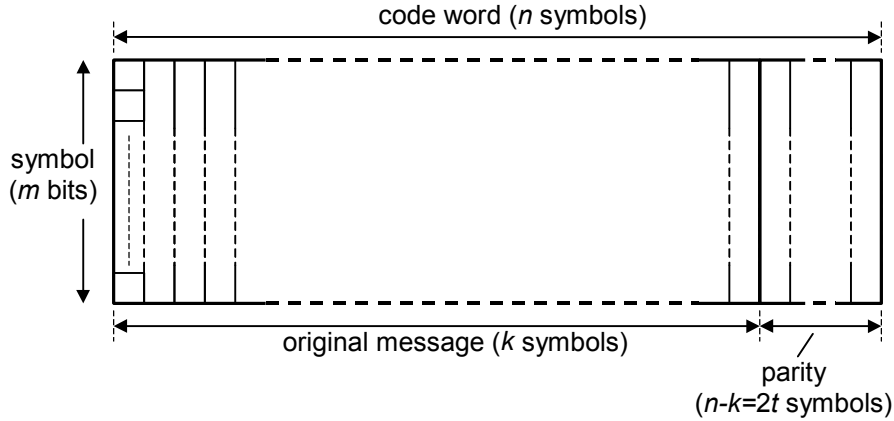 code word (n symbols)
symbol
(m bits)
original message (k symbols)
parity
(n-k=2t symbols)